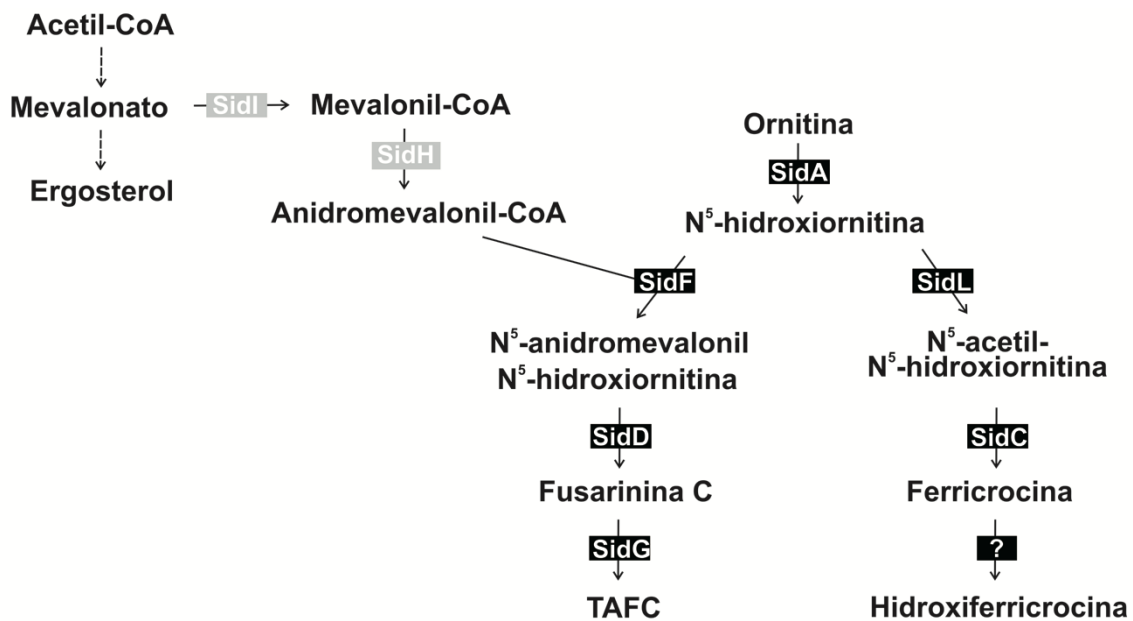 Acetil-CoA
Mevalonato
SidI
Mevalonil-CoA
SidH
Ergosterol
Anidromevalonil-CoA
Ornitina
SidA
N⁵-hidroxiornitina
SidF
SidL
N⁵-anidromevalonil
N⁵-hidroxiornitina
N⁵-acetil-
N⁵-hidroxiornitina
SidD
SidC
Fusarinina C
Ferricrocina
SidG
?
TAFC
Hidroxiferricrocina